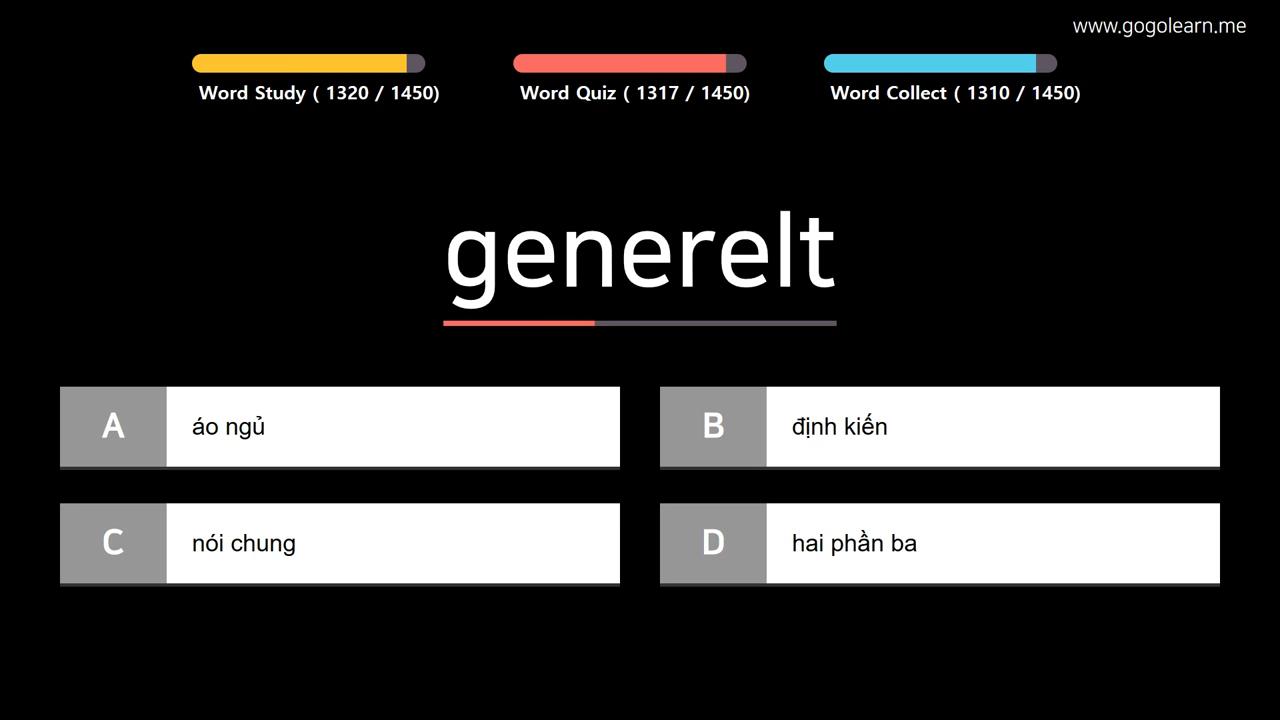 www.gogolearn.me
Word Study ( 1320 / 1450)
Word Quiz ( 1317 / 1450)
Word Collect ( 1310 / 1450)
generelt
A áo ngủ
B định kiến
C nói chung
D hai phần ba